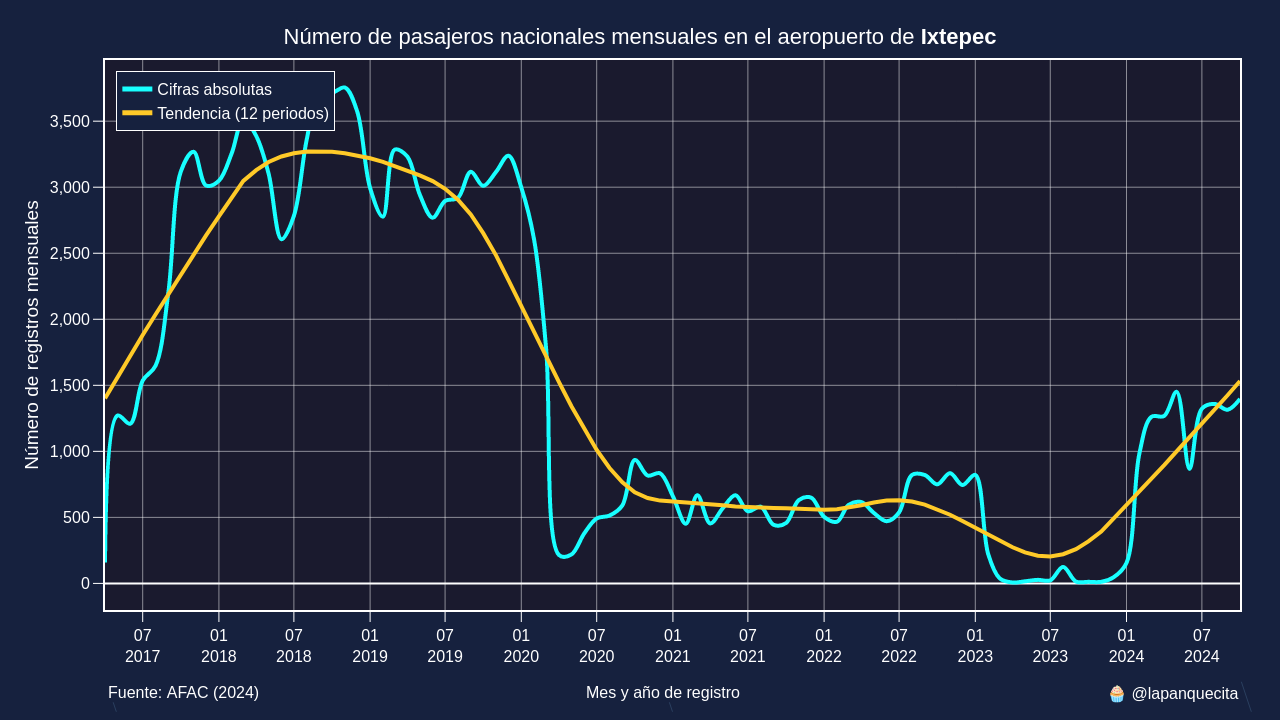 Número de pasajeros nacionales mensuales en el aeropuerto de Ixtepec
Cifras absolutas
Tendencia (12 periodos)
Número de registros mensuales
3,500
3,000
2,500
2,000
1,500
1,000
500
0
07 01 07 01 07 01 07 01 07 01 07 01 07 01 07
2017 2018 2018 2019 2019 2020 2020 2021 2021 2022 2022 2023 2023 2024 2024
Fuente: AFAC (2024) Mes y año de registro 🧁 @lapanquecita